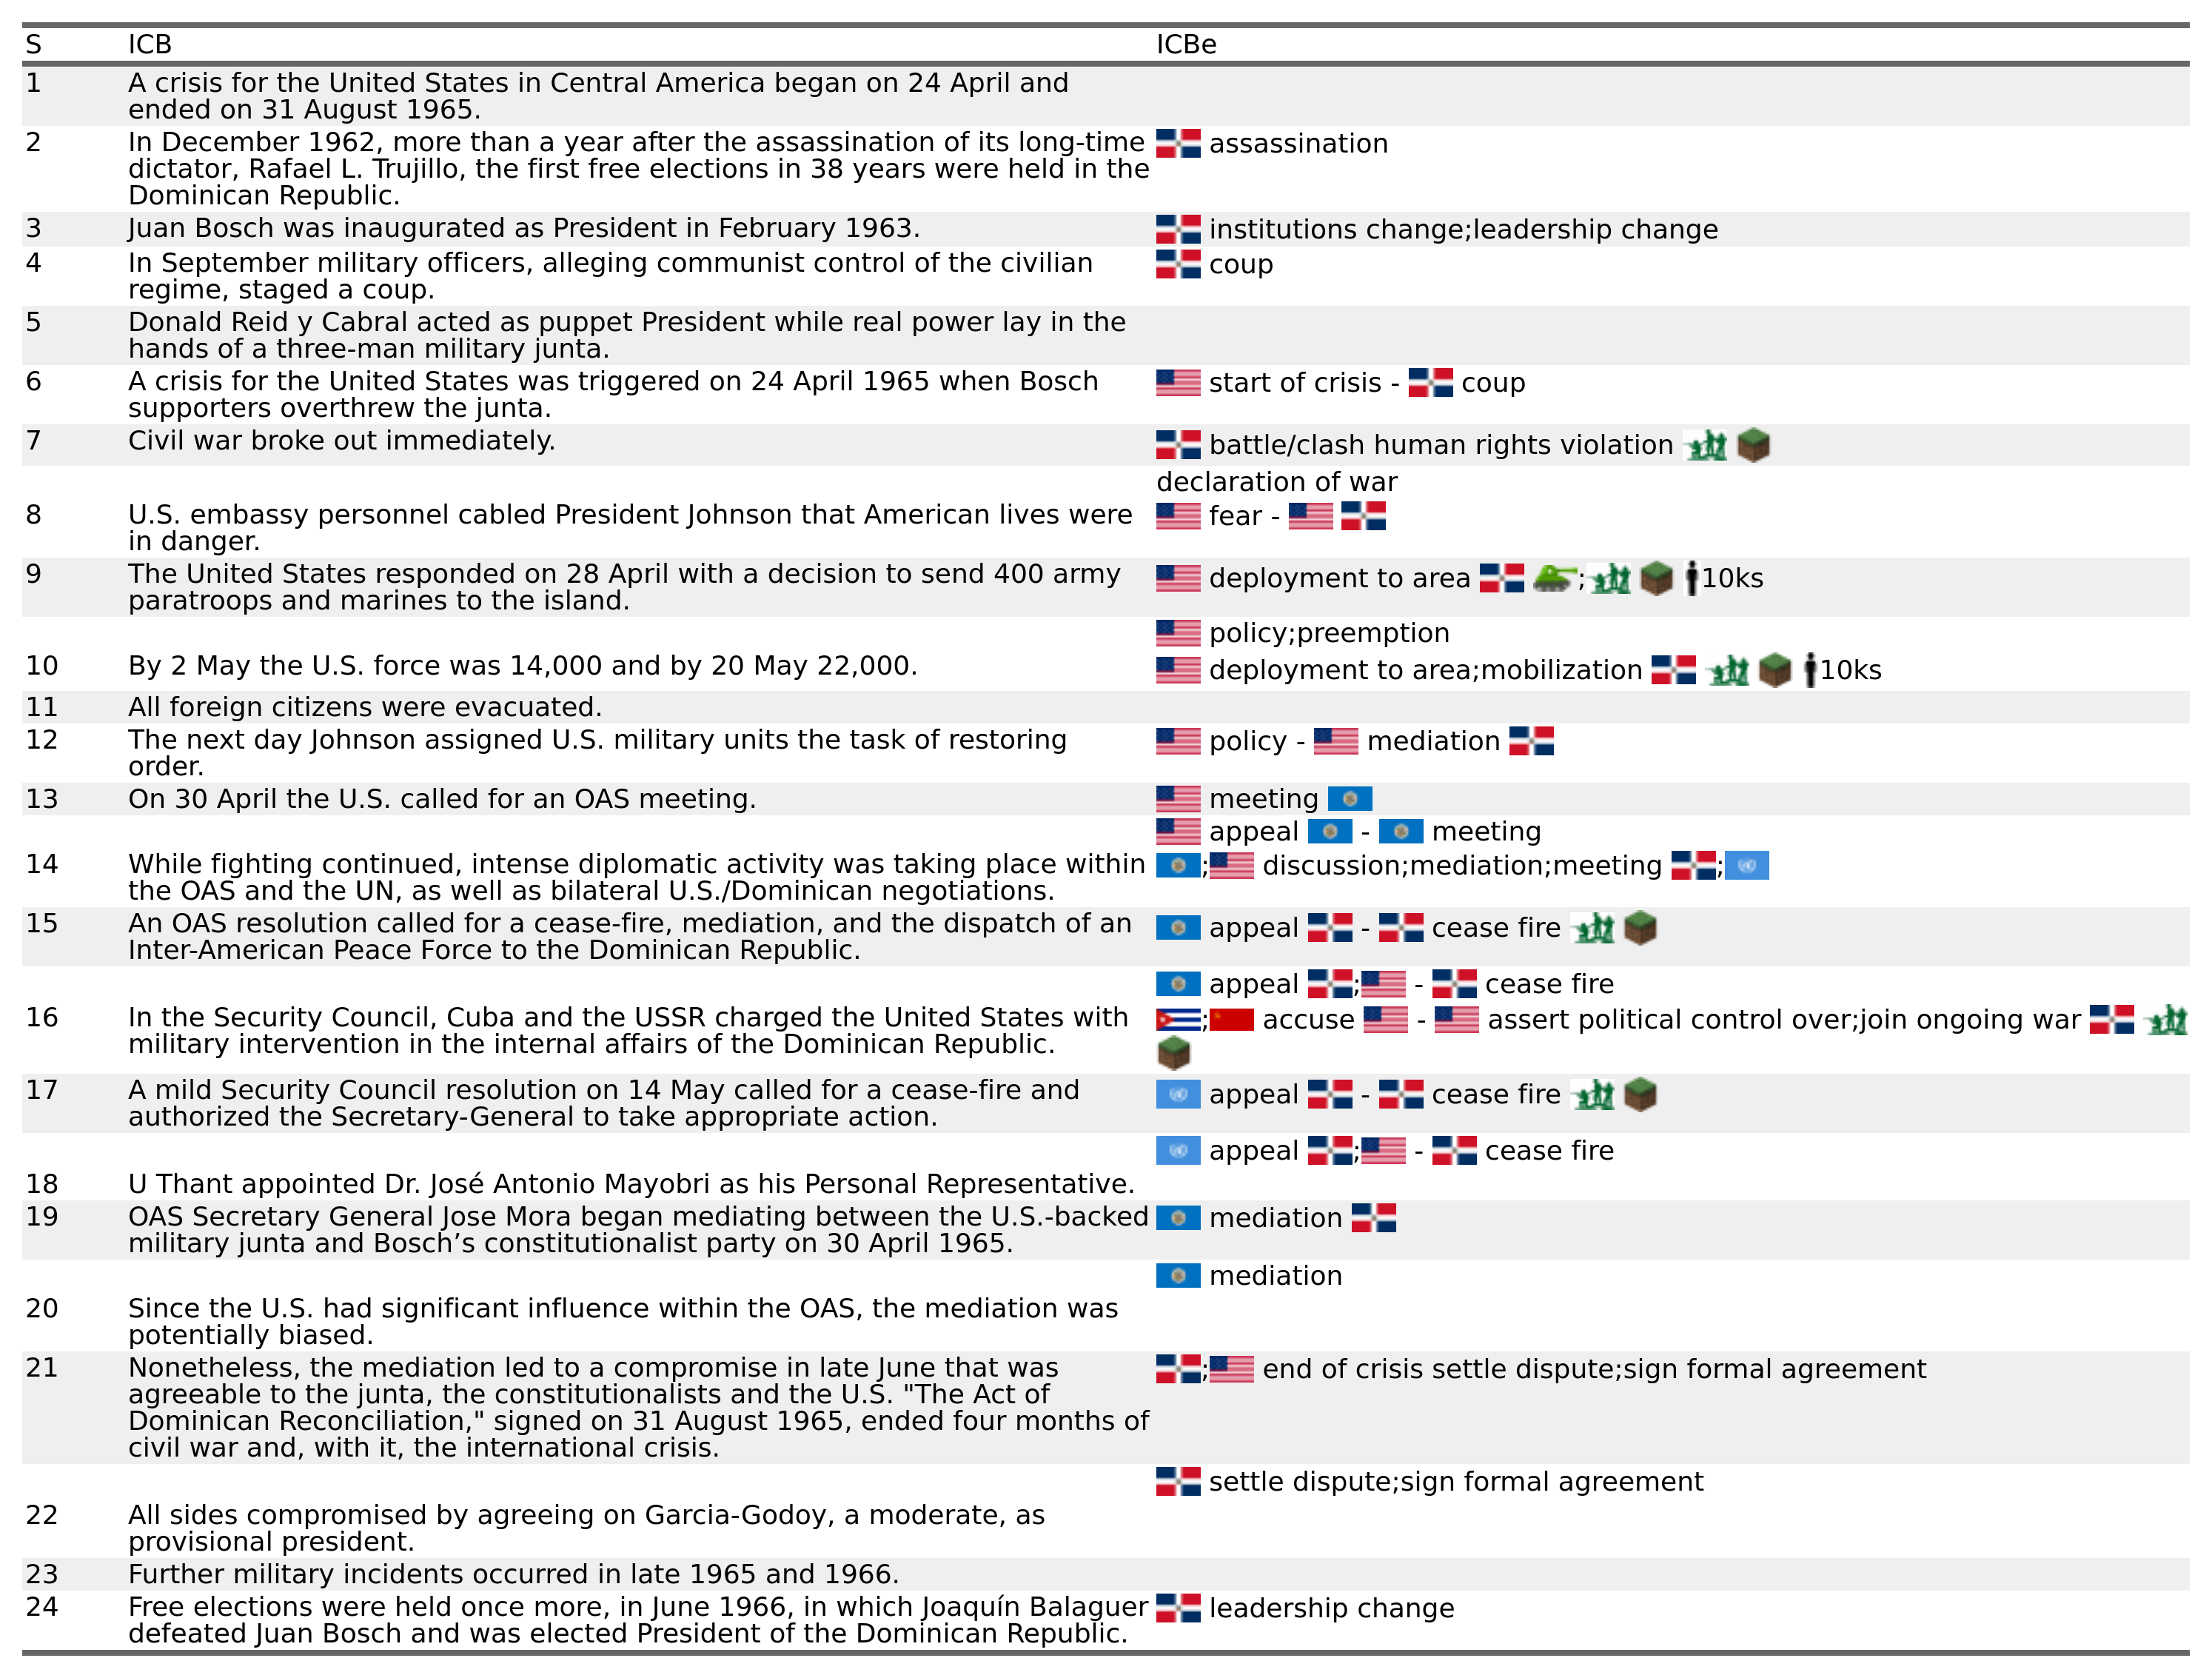 S ICB ICBe
1 A crisis for the United States in Central America began on 24 April and
ended on 31 August 1965.
2 In December 1962, more than a year after the assassination of its long-time assassination
dictator, Rafael L. Trujillo, the first free elections in 38 years were held in the
Dominican Republic.
3 Juan Bosch was inaugurated as President in February 1963. institutions change;leadership change
4 In September military officers, alleging communist control of the civilian coup
regime, staged a coup.
5 Donald Reid y Cabral acted as puppet President while real power lay in the
hands of a three-man military junta.
6 A crisis for the United States was triggered on 24 April 1965 when Bosch start of crisis - coup
supporters overthrew the junta.
7 Civil war broke out immediately. battle/clash human rights violation
declaration of war
8 U.S. embassy personnel cabled President Johnson that American lives were fear -
in danger.
9 The United States responded on 28 April with a decision to send 400 army deployment to area ; 10ks
paratroops and marines to the island.
policy;preemption
10 By 2 May the U.S. force was 14,000 and by 20 May 22,000. deployment to area;mobilization 10ks
11 All foreign citizens were evacuated.
12 The next day Johnson assigned U.S. military units the task of restoring policy - mediation
order.
13 On 30 April the U.S. called for an OAS meeting. meeting
appeal - meeting
14 While fighting continued, intense diplomatic activity was taking place within ; discussion;mediation;meeting ;
the OAS and the UN, as well as bilateral U.S./Dominican negotiations.
15 An OAS resolution called for a cease-fire, mediation, and the dispatch of an appeal - cease fire
Inter-American Peace Force to the Dominican Republic.
appeal ; - cease fire
16 In the Security Council, Cuba and the USSR charged the United States with ; accuse - assert political control over;join ongoing war
military intervention in the internal affairs of the Dominican Republic.
17 A mild Security Council resolution on 14 May called for a cease-fire and appeal - cease fire
authorized the Secretary-General to take appropriate action.
appeal ; - cease fire
18 U Thant appointed Dr. José Antonio Mayobri as his Personal Representative.
19 OAS Secretary General Jose Mora began mediating between the U.S.-backed mediation
military junta and Bosch’s constitutionalist party on 30 April 1965.
mediation
20 Since the U.S. had significant influence within the OAS, the mediation was
potentially biased.
21 Nonetheless, the mediation led to a compromise in late June that was ; end of crisis settle dispute;sign formal agreement
agreeable to the junta, the constitutionalists and the U.S. "The Act of
Dominican Reconciliation," signed on 31 August 1965, ended four months of
civil war and, with it, the international crisis.
settle dispute;sign formal agreement
22 All sides compromised by agreeing on Garcia-Godoy, a moderate, as
provisional president.
23 Further military incidents occurred in late 1965 and 1966.
24 Free elections were held once more, in June 1966, in which Joaquín Balaguer leadership change
defeated Juan Bosch and was elected President of the Dominican Republic.